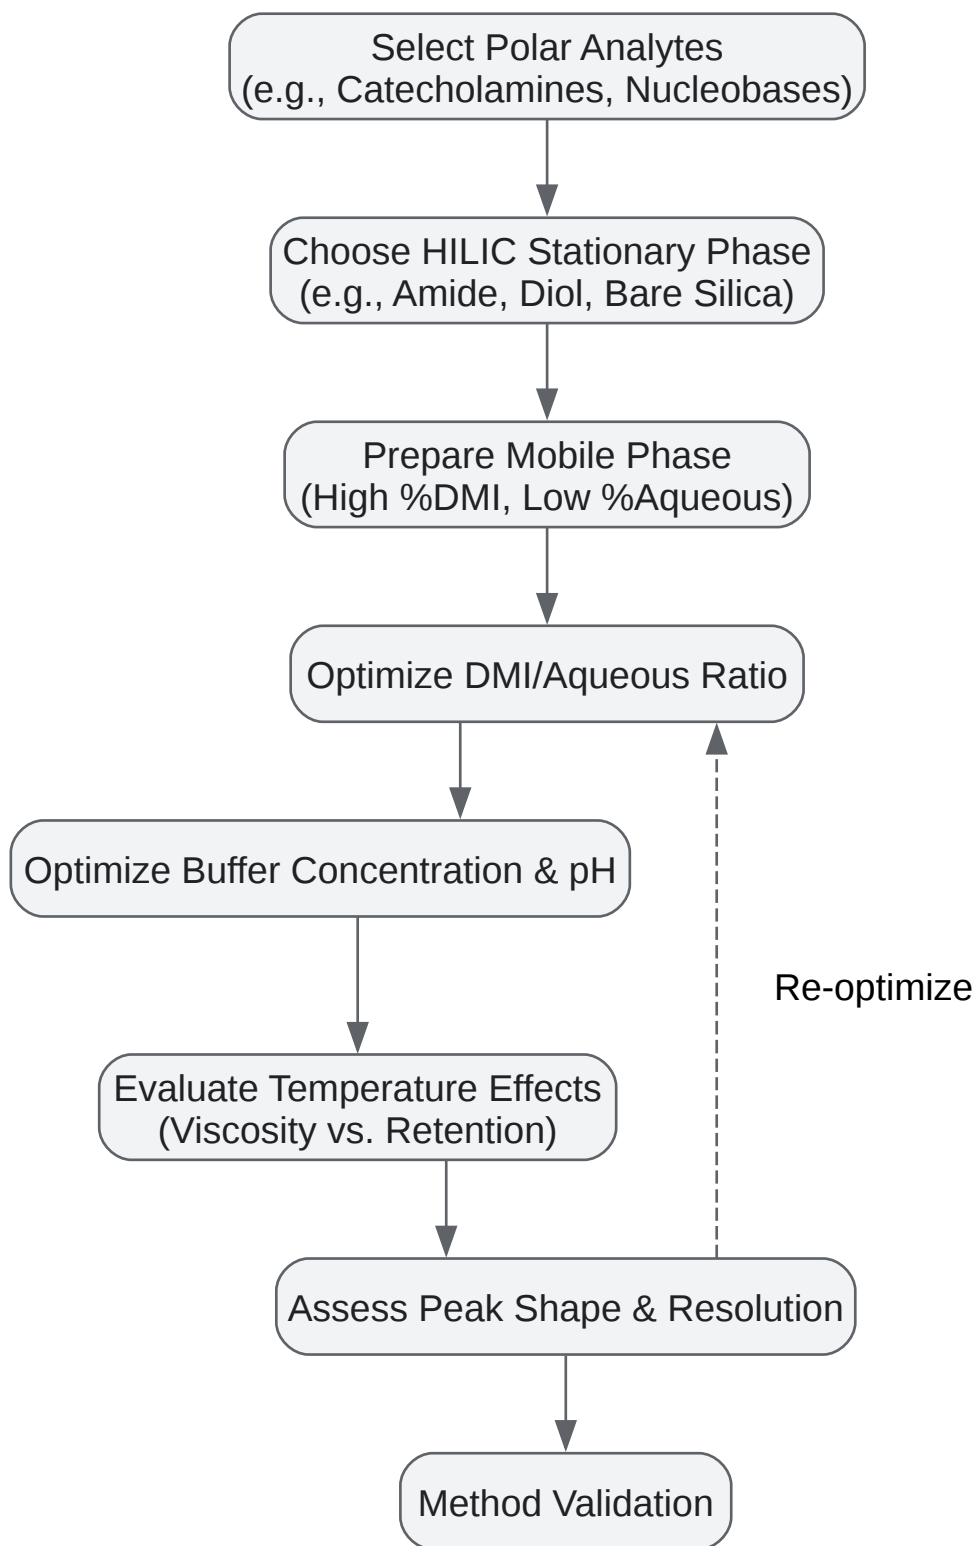 Select Polar Analytes
(e.g., Catecholamines, Nucleobases)
Choose HILIC Stationary Phase
(e.g., Amide, Diol, Bare Silica)
Prepare Mobile Phase
(High %DMI, Low %Aqueous)
Optimize DMI/Aqueous Ratio
Optimize Buffer Concentration & pH
Re-optimize
Evaluate Temperature Effects
(Viscosity vs. Retention)
Assess Peak Shape & Resolution
Method Validation